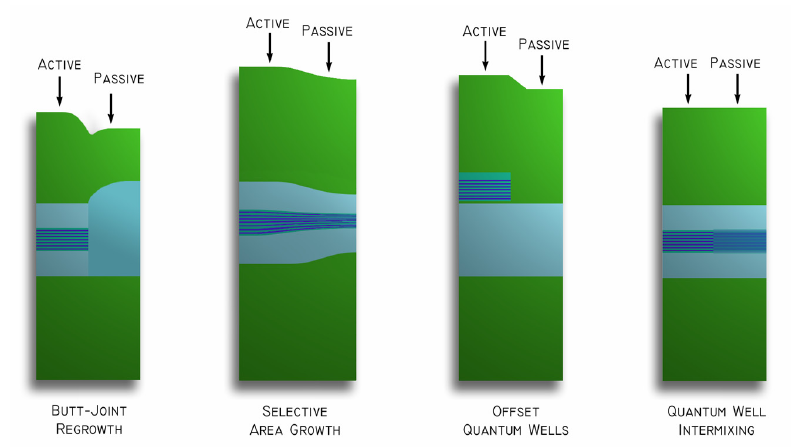 Active
Passive
Butt-Joint
Regrowth
Active
Passive
Selective
Area Growth
Active
Passive
Offset
Quantum Wells
Active Passive
Quantum Well
Intermixing